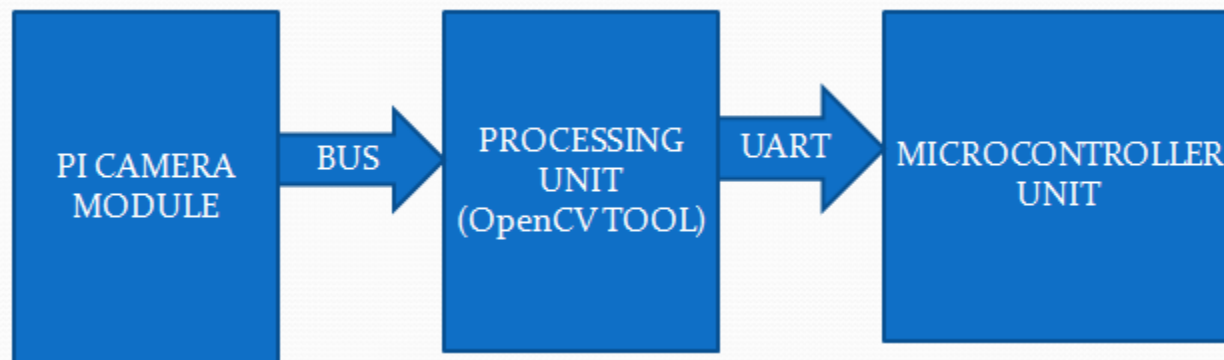 PI CAMERA
MODULE
BUS
PROCESSING
UNIT
(OpenCV TOOL)
UART
MICROCONTROLLER
UNIT